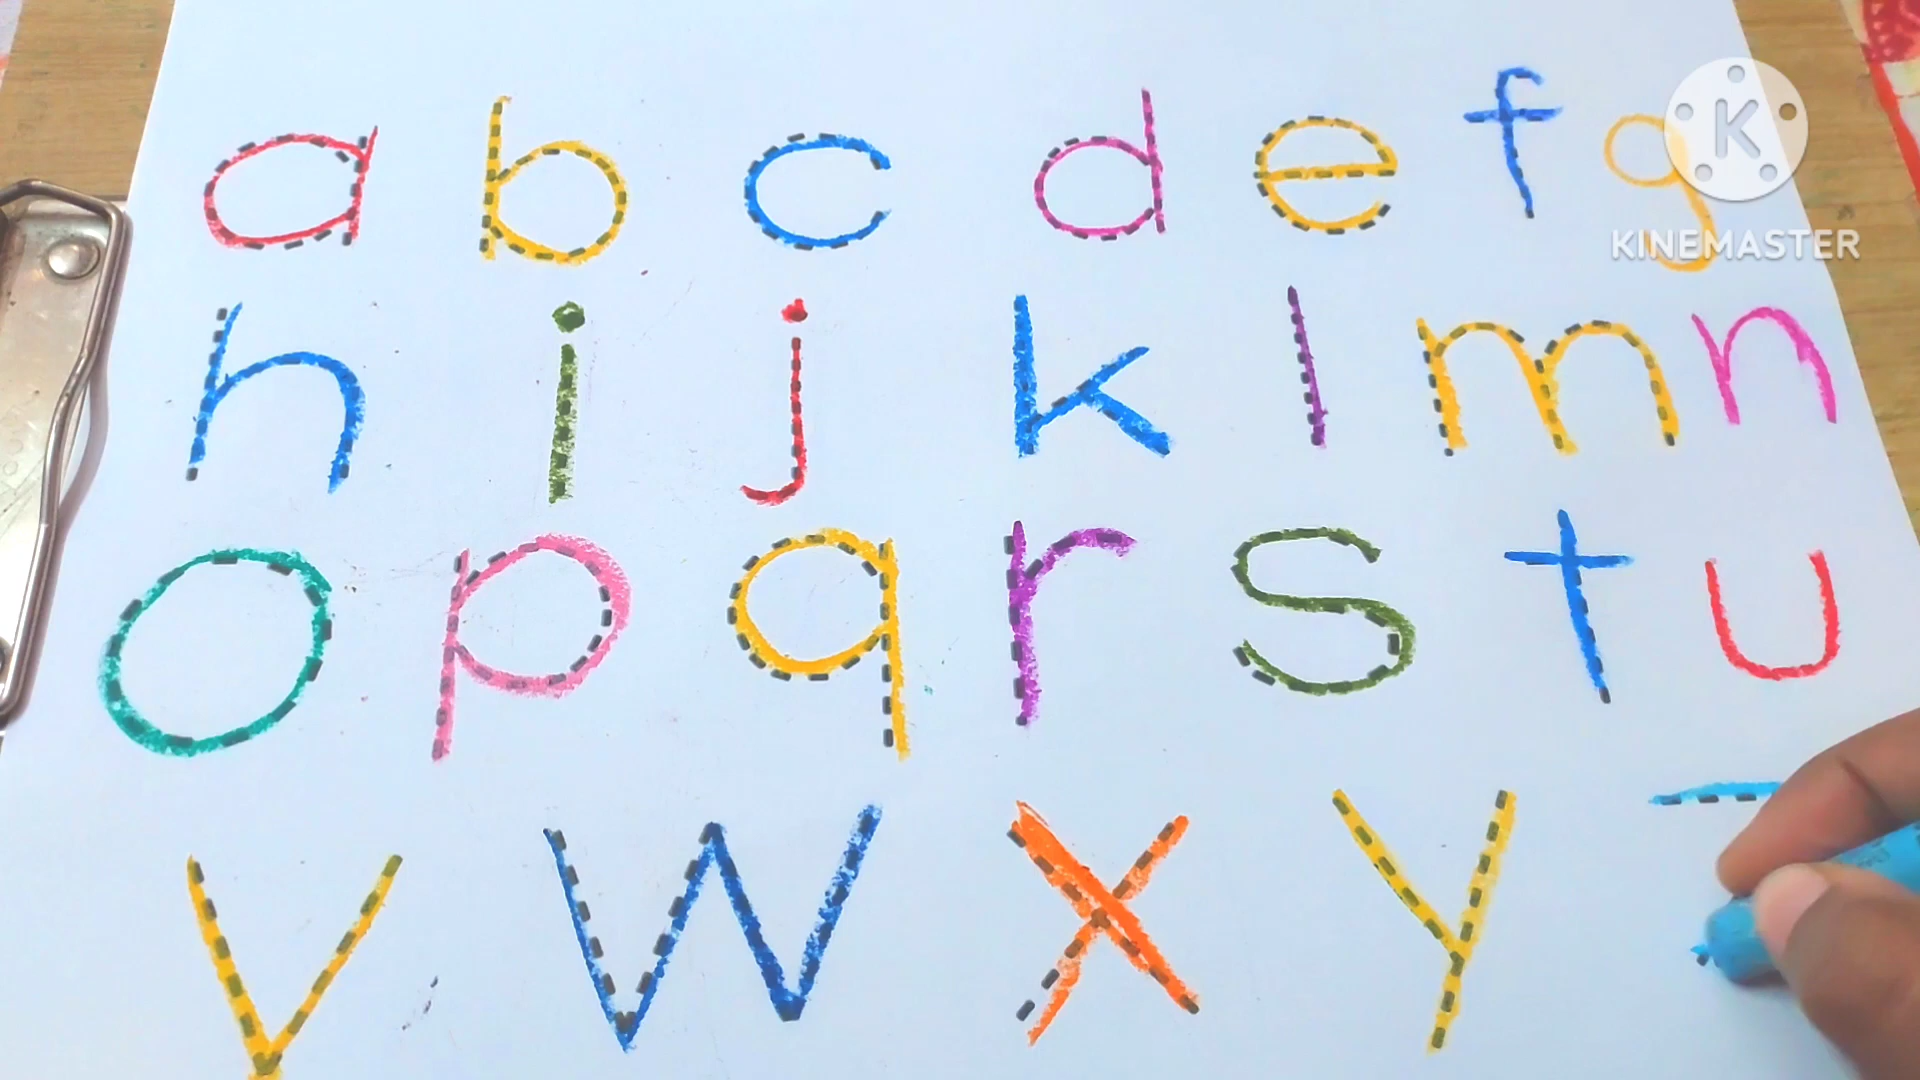 a b c d e f g
K
KINEMASTER
h i j k l m n
o p q r s t u
v w x y